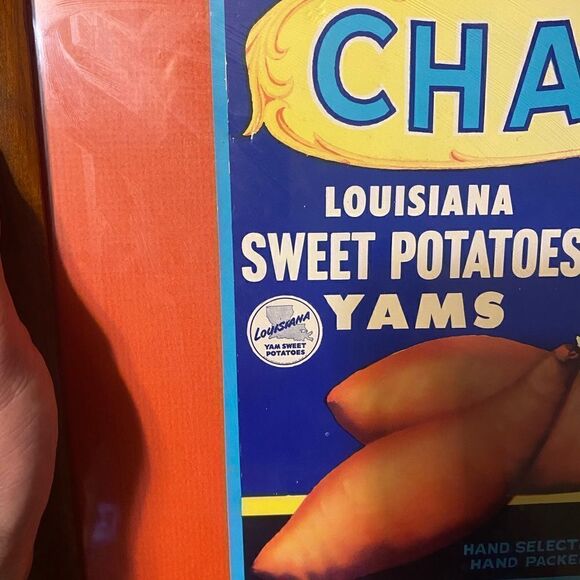 CHA
LOUISIANA
SWEET POTATOES
YAMS
LOUISIANA
YAM SWEET
POTATOES
HAND SELECT
HAND PACKE